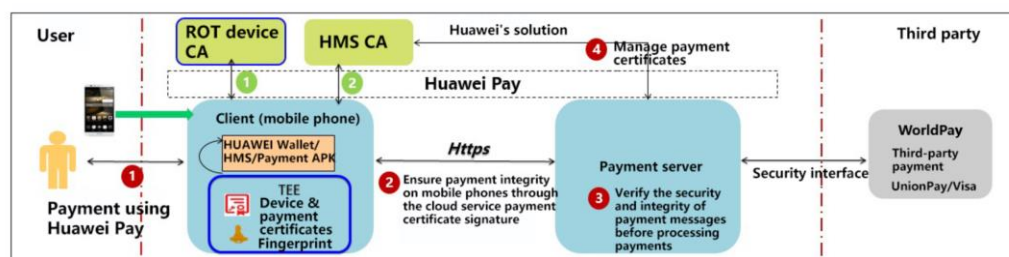 User
ROT device
CA
HMS CA
Huawei's solution
4 Manage payment
certificates
Third party
1
2
Huawei Pay
Client (mobile phone)
HUAWEI Wallet/
HMS/Payment APK
TEE
Device &
payment
certificates
Fingerprint
1
Payment using
Huawei Pay
Https
2 Ensure payment integrity
on mobile phones through
the cloud service payment
certificate signature
Payment server
3 Verify the security
and integrity of
payment messages
before processing
payments
Security interface
WorldPay
Third-party
payment
UnionPay/Visa